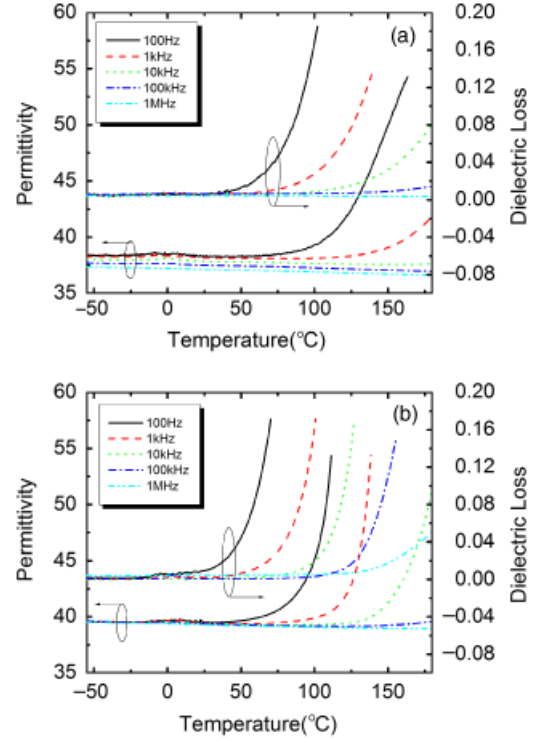 60
55
50
45
40
35
Permittivity
(a)
100Hz
1kHz
10kHz
100kHz
1MHz
0.20
0.16
0.12
0.08
0.04
0.00
−0.04
−0.08
Dielectric Loss
−50 0 50 100 150
Temperature(°C)
60
55
50
45
40
35
Permittivity
(b)
100Hz
1kHz
10kHz
100kHz
1MHz
0.20
0.16
0.12
0.08
0.04
0.00
−0.04
−0.08
Dielectric Loss
−50 0 50 100 150
Temperature(°C)